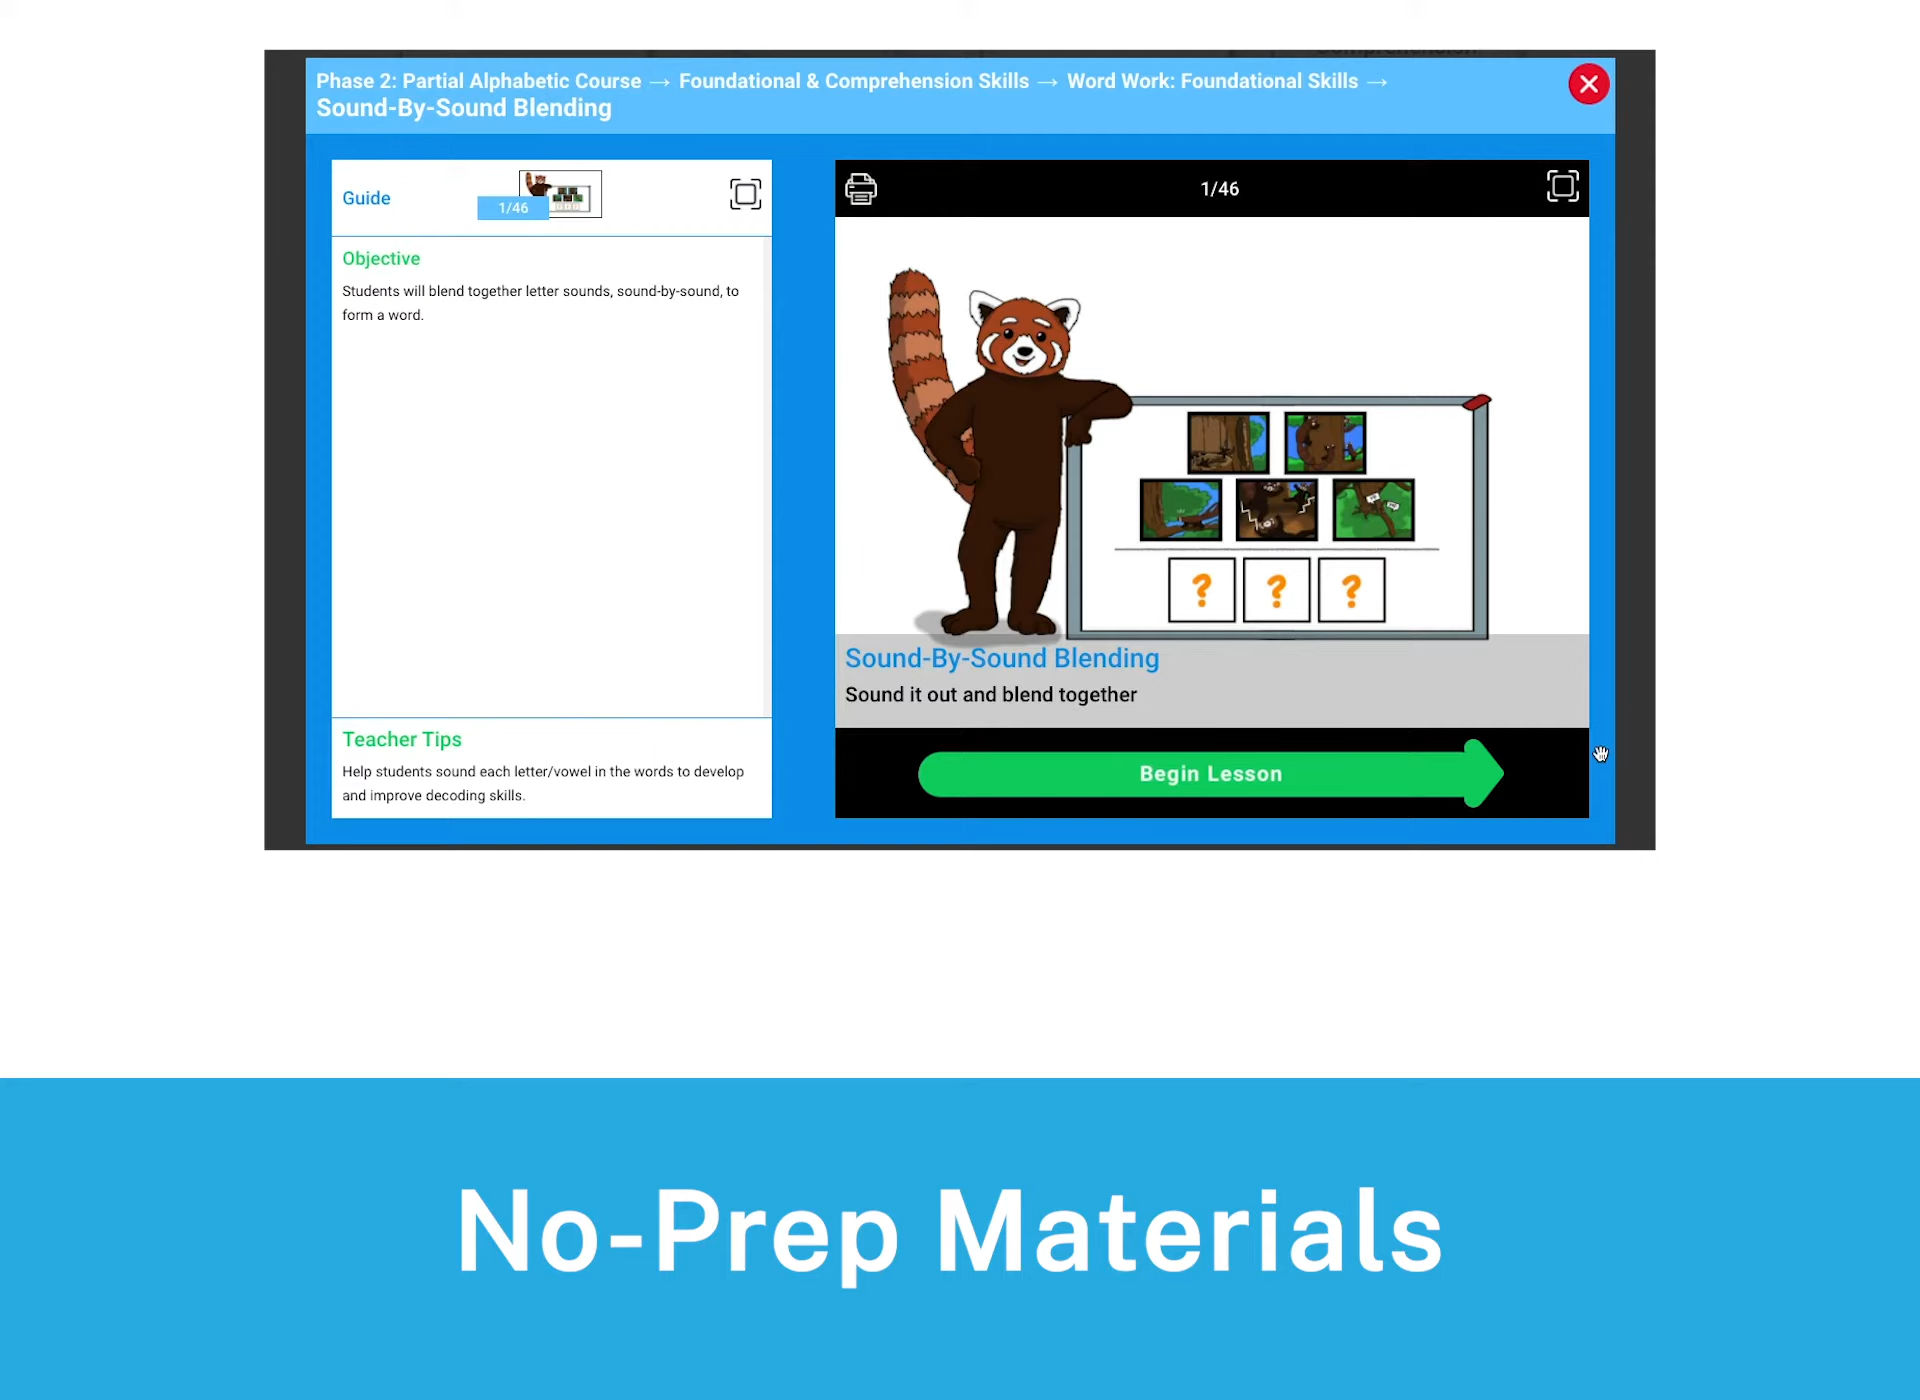 Phase 2: Partial Alphabetic Course → Foundational & Comprehension Skills → Word Work: Foundational Skills →
Sound-By-Sound Blending
Guide
1/46
Objective
Students will blend together letter sounds, sound-by-sound, to
form a word.
Teacher Tips
Help students sound each letter/vowel in the words to develop
and improve decoding skills.
1/46
? ? ?
Sound-By-Sound Blending
Sound it out and blend together
Begin Lesson
No-Prep Materials